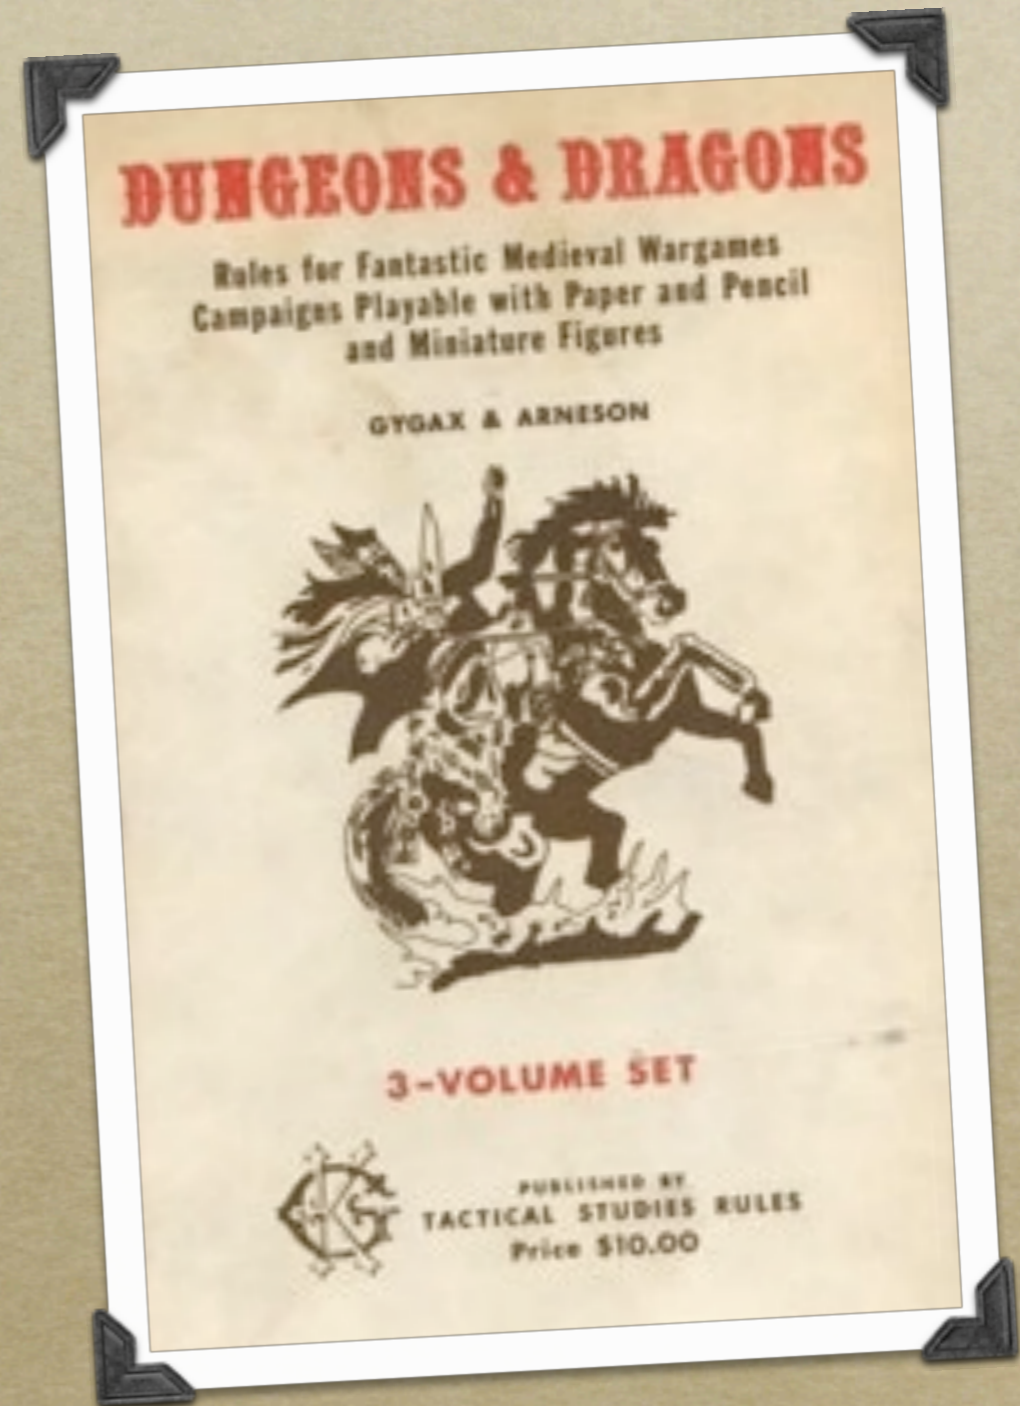 DUNGEONS & DRAGONS
Rules for Fantastic Medieval Wargames
Campaigns Playable with Paper and Pencil
and Miniature Figures
GYGAX & ARNESON
3-VOLUME SET
GK
PUBLISHED BY
TACTICAL STUDIES RULES
Price $10.00